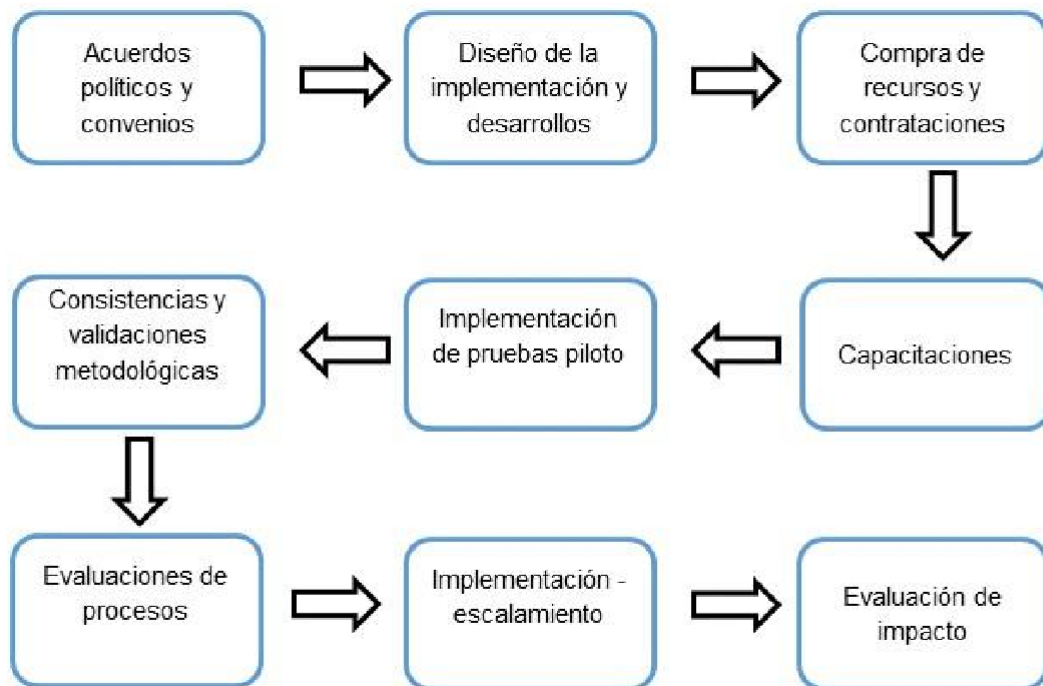 Acuerdos
políticos y
convenios
Diseño de la
implementación y
desarrollos
Compra de
recursos y
contrataciones
Capacitaciones
Implementación
de pruebas piloto
Consistencias y
validaciones
metodológicas
Evaluaciones de
procesos
Implementación -
escalamiento
Evaluación de
impacto